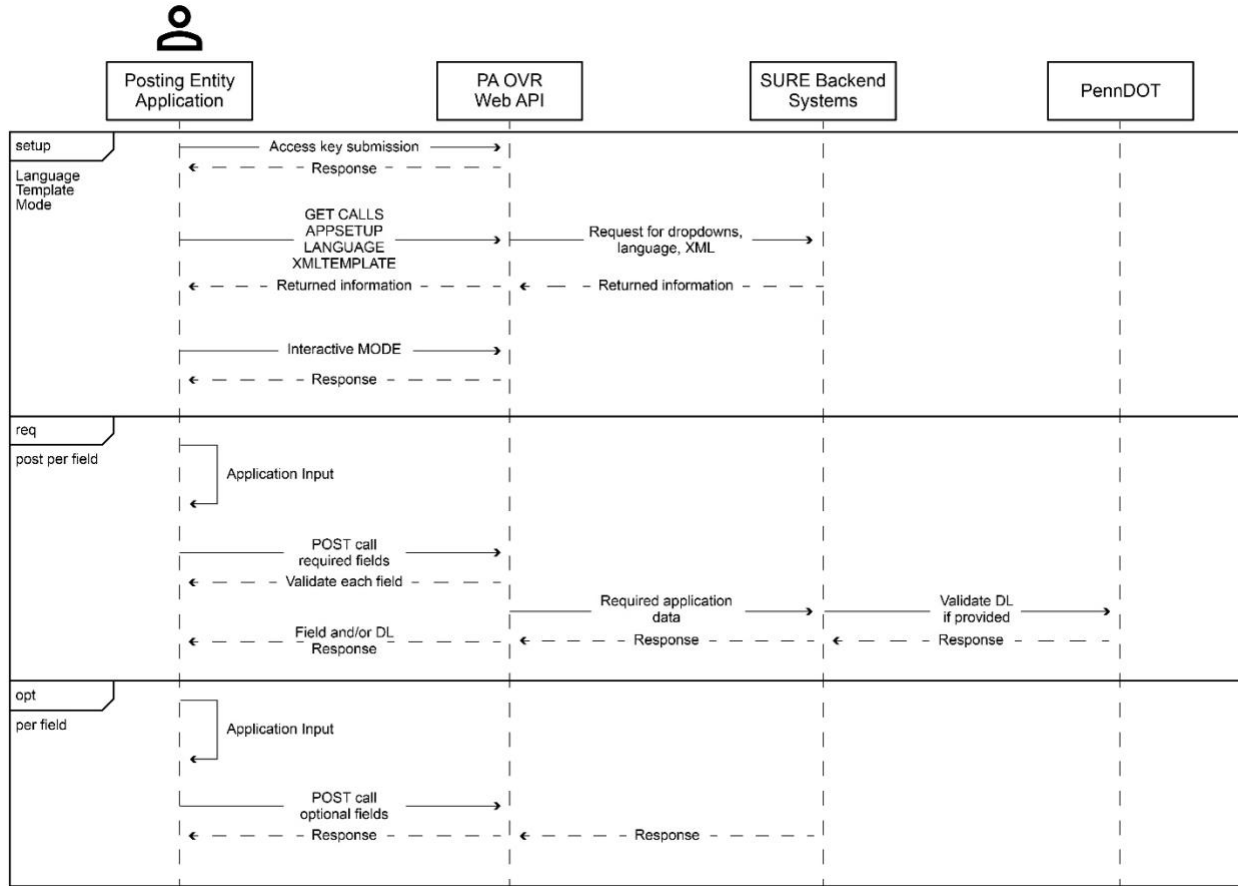 Posting Entity
Application
PA OVR
Web API
SURE Backend
Systems
PennDOT
setup
Language
Template
Mode
Access key submission
Response
GET CALLS
APPSETUP
LANGUAGE
XMLTEMPLATE
Request for dropdowns,
language, XML
Returned information
Returned information
Interactive MODE
Response
req
post per field
Application Input
POST call
required fields
Validate each field
Required application
data
Validate DL
if provided
Field and/or DL
Response
Response
Response
opt
per field
Application Input
POST call
optional fields
Response
Response